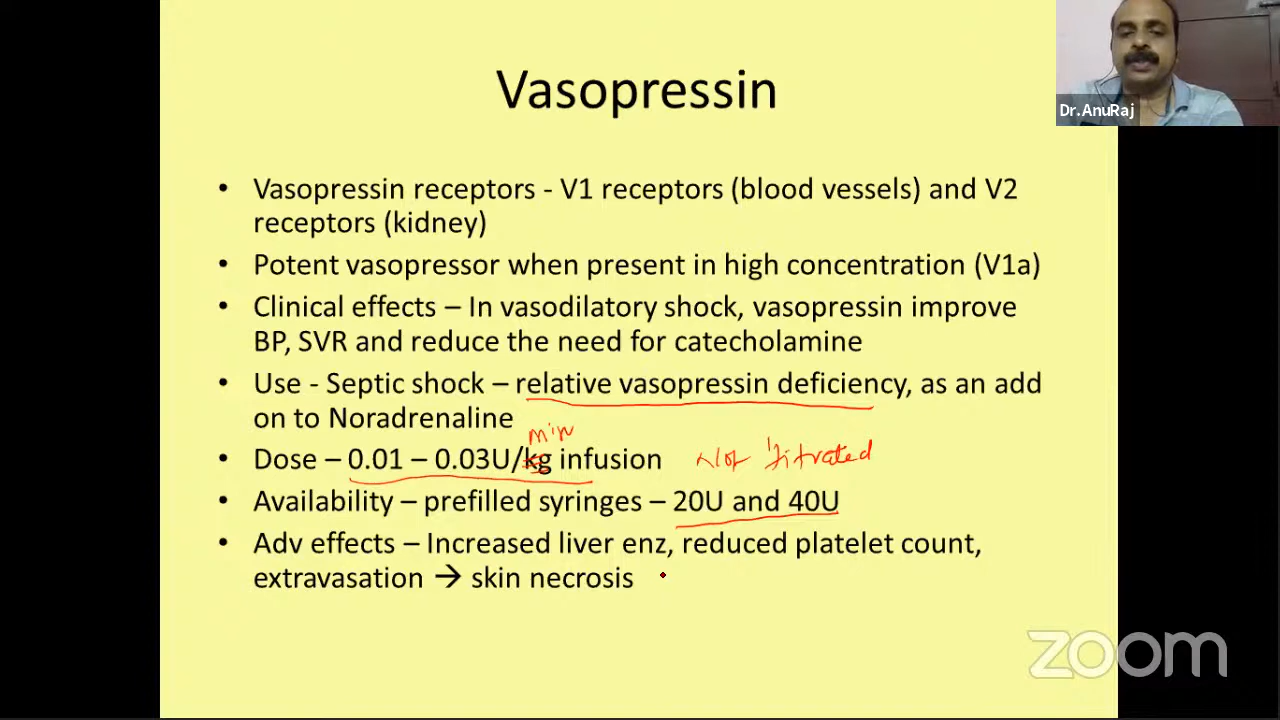 Vasopressin
Dr.AnuRaj
• Vasopressin receptors - V1 receptors (blood vessels) and V2
receptors (kidney)
• Potent vasopressor when present in high concentration (V1a)
• Clinical effects – In vasodilatory shock, vasopressin improve
BP, SVR and reduce the need for catecholamine
• Use - Septic shock – relative vasopressin deficiency, as an add
on to Noradrenaline
min
• Dose – 0.01 – 0.03U/kg infusion Not titrated
• Availability – prefilled syringes – 20U and 40U
• Adv effects – Increased liver enz, reduced platelet count,
extravasation → skin necrosis
zoom